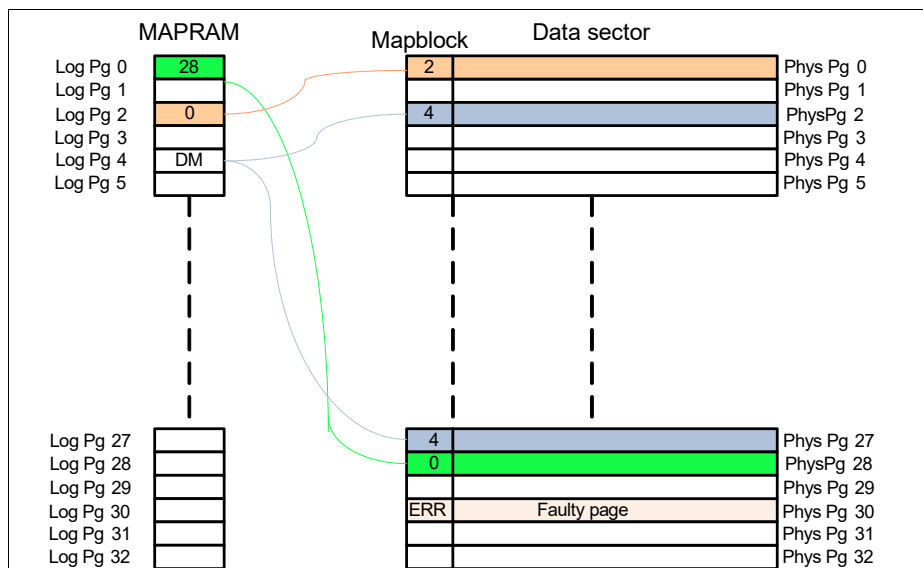 MAPRAM Mapblock Data sector
Log Pg 0 28 2 Phys Pg 0
Log Pg 1 Phys Pg 1
Log Pg 2 0 4 PhysPg 2
Log Pg 3 Phys Pg 3
Log Pg 4 DM Phys Pg 4
Log Pg 5 Phys Pg 5
Log Pg 27 4 Phys Pg 27
Log Pg 28 0 PhysPg 28
Log Pg 29 Phys Pg 29
Log Pg 30 ERR Faulty page Phys Pg 30
Log Pg 31 Phys Pg 31
Log Pg 32 Phys Pg 32